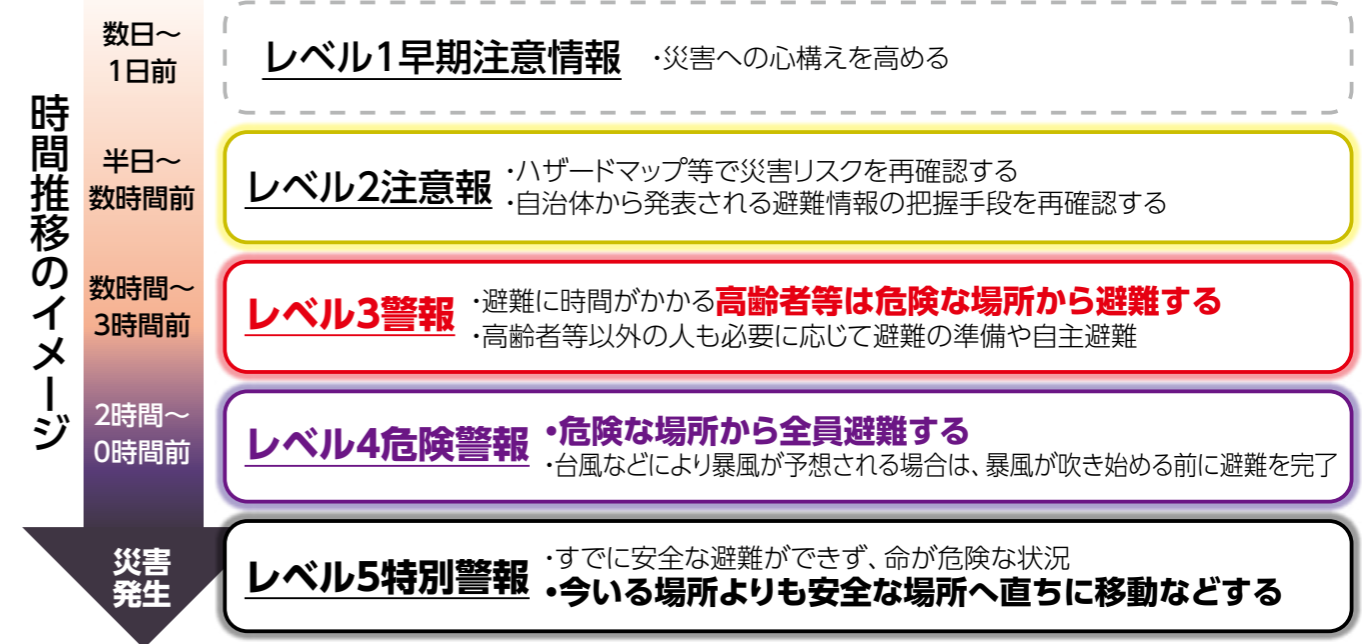 時間推移のイメージ
数日～
1日前
レベル1早期注意情報
・災害への心構えを高める
半日～
数時間前
レベル2注意報
・ハザードマップ等で災害リスクを再確認する
・自治体から発表される避難情報の把握手段を再確認する
数時間～
3時間前
レベル3警報
・避難に時間がかかる高齢者等は危険な場所から避難する
・高齢者等以外の人も必要に応じて避難の準備や自主避難
2時間～
0時間前
レベル4危険警報
・危険な場所から全員避難する
・台風などにより暴風が予想される場合は、暴風が吹き始める前に避難を完了
災害
発生
レベル5特別警報
・すでに安全な避難ができず、命が危険な状況
・今いる場所よりも安全な場所へ直ちに移動などする